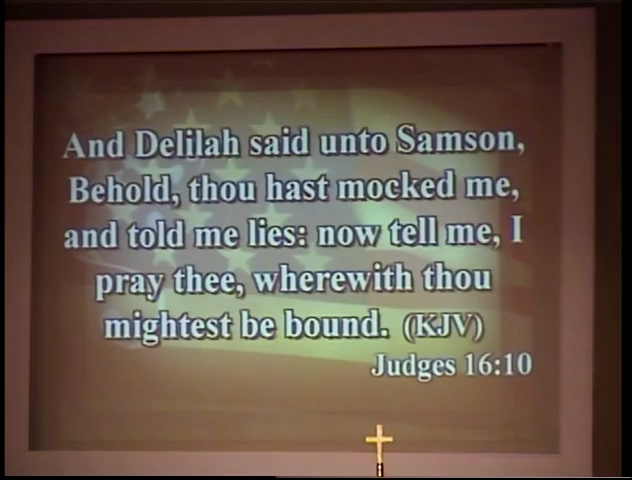 And Delilah said unto Samson,
Behold, thou hast mocked me,
and told me lies: now tell me, I
pray thee, wherewith thou
mightest be bound. (KJV)
Judges 16:10